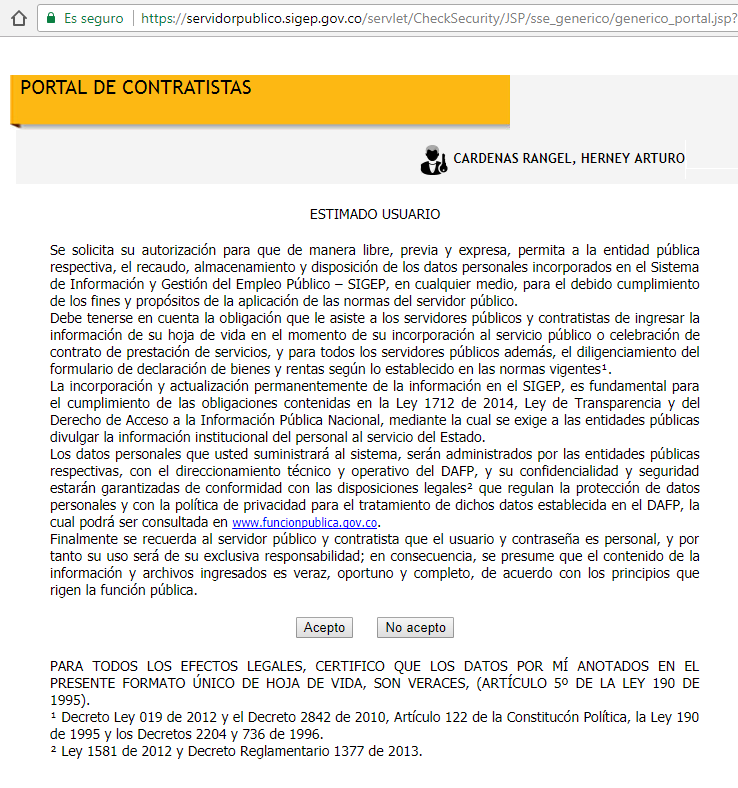 Es seguro | https://servidorpublico.sigep.gov.co/servlet/CheckSecurity/JSP/sse_generico/generico_portal.jsp?
PORTAL DE CONTRATISTAS
CARDENAS RANGEL, HERNEY ARTURO
ESTIMADO USUARIO
Se solicita su autorización para que de manera libre, previa y expresa, permita a la entidad pública
respectiva, el recaudo, almacenamiento y disposición de los datos personales incorporados en el Sistema
de Información y Gestión del Empleo Público – SIGEP, en cualquier medio, para el debido cumplimiento
de los fines y propósitos de la aplicación de las normas del servidor público.
Debe tenerse en cuenta la obligación que le asiste a los servidores públicos y contratistas de ingresar la
información de su hoja de vida en el momento de su incorporación al servicio público o celebración de
contrato de prestación de servicios, y para todos los servidores públicos además, el diligenciamiento del
formulario de declaración de bienes y rentas según lo establecido en las normas vigentes¹.
La incorporación y actualización permanentemente de la información en el SIGEP, es fundamental para
el cumplimiento de las obligaciones contenidas en la Ley 1712 de 2014, Ley de Transparencia y del
Derecho de Acceso a la Información Pública Nacional, mediante la cual se exige a las entidades públicas
divulgar la información institucional del personal al servicio del Estado.
Los datos personales que usted suministrará al sistema, serán administrados por las entidades públicas
respectivas, con el direccionamiento técnico y operativo del DAFP, y su confidencialidad y seguridad
estarán garantizadas de conformidad con las disposiciones legales² que regulan la protección de datos
personales y con la política de privacidad para el tratamiento de dichos datos establecida en el DAFP, la
cual podrá ser consultada en www.funcionpublica.gov.co.
Finalmente se recuerda al servidor público y contratista que el usuario y contraseña es personal, y por
tanto su uso será de su exclusiva responsabilidad; en consecuencia, se presume que el contenido de la
información y archivos ingresados es veraz, oportuno y completo, de acuerdo con los principios que
rigen la función pública.
Acepto No acepto
PARA TODOS LOS EFECTOS LEGALES, CERTIFICO QUE LOS DATOS POR MÍ ANOTADOS EN EL
PRESENTE FORMATO ÚNICO DE HOJA DE VIDA, SON VERACES, (ARTÍCULO 5º DE LA LEY 190 DE
1995).
¹ Decreto Ley 019 de 2012 y el Decreto 2842 de 2010, Artículo 122 de la Constitucón Política, la Ley 190
de 1995 y los Decretos 2204 y 736 de 1996.
² Ley 1581 de 2012 y Decreto Reglamentario 1377 de 2013.